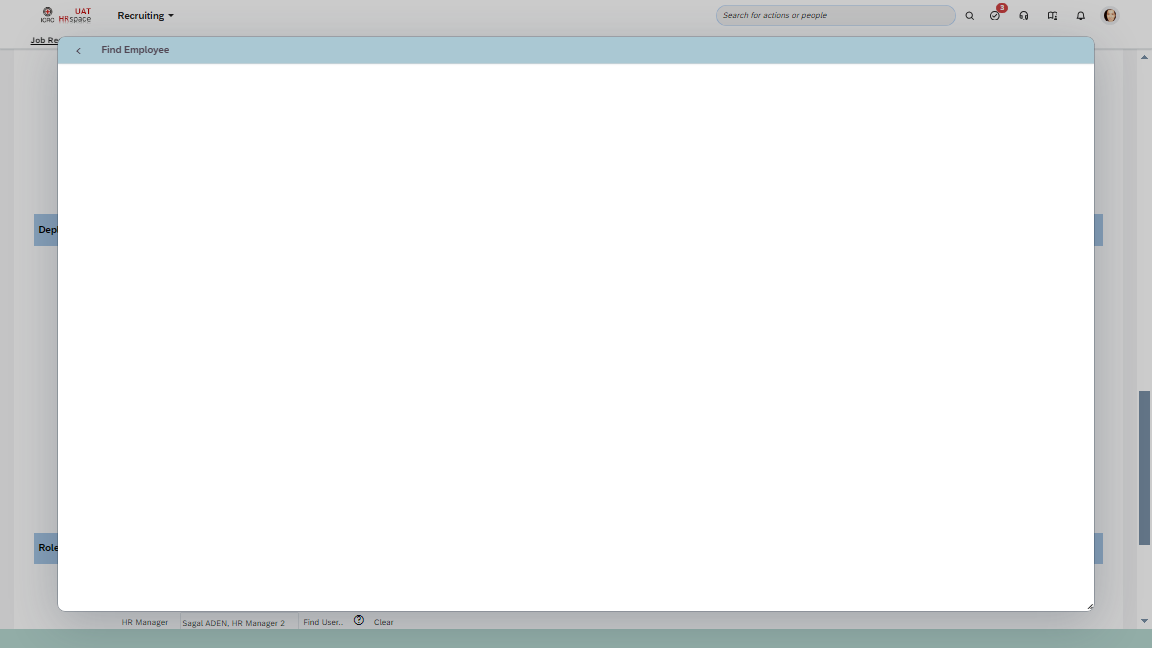 ICRC
UAT
HRspace
Recruiting
Search for actions or people
3
Job Re
Find Employee
Depl
Role
HR Manager
Sagal ADEN, HR Manager 2
Find User..
Clear